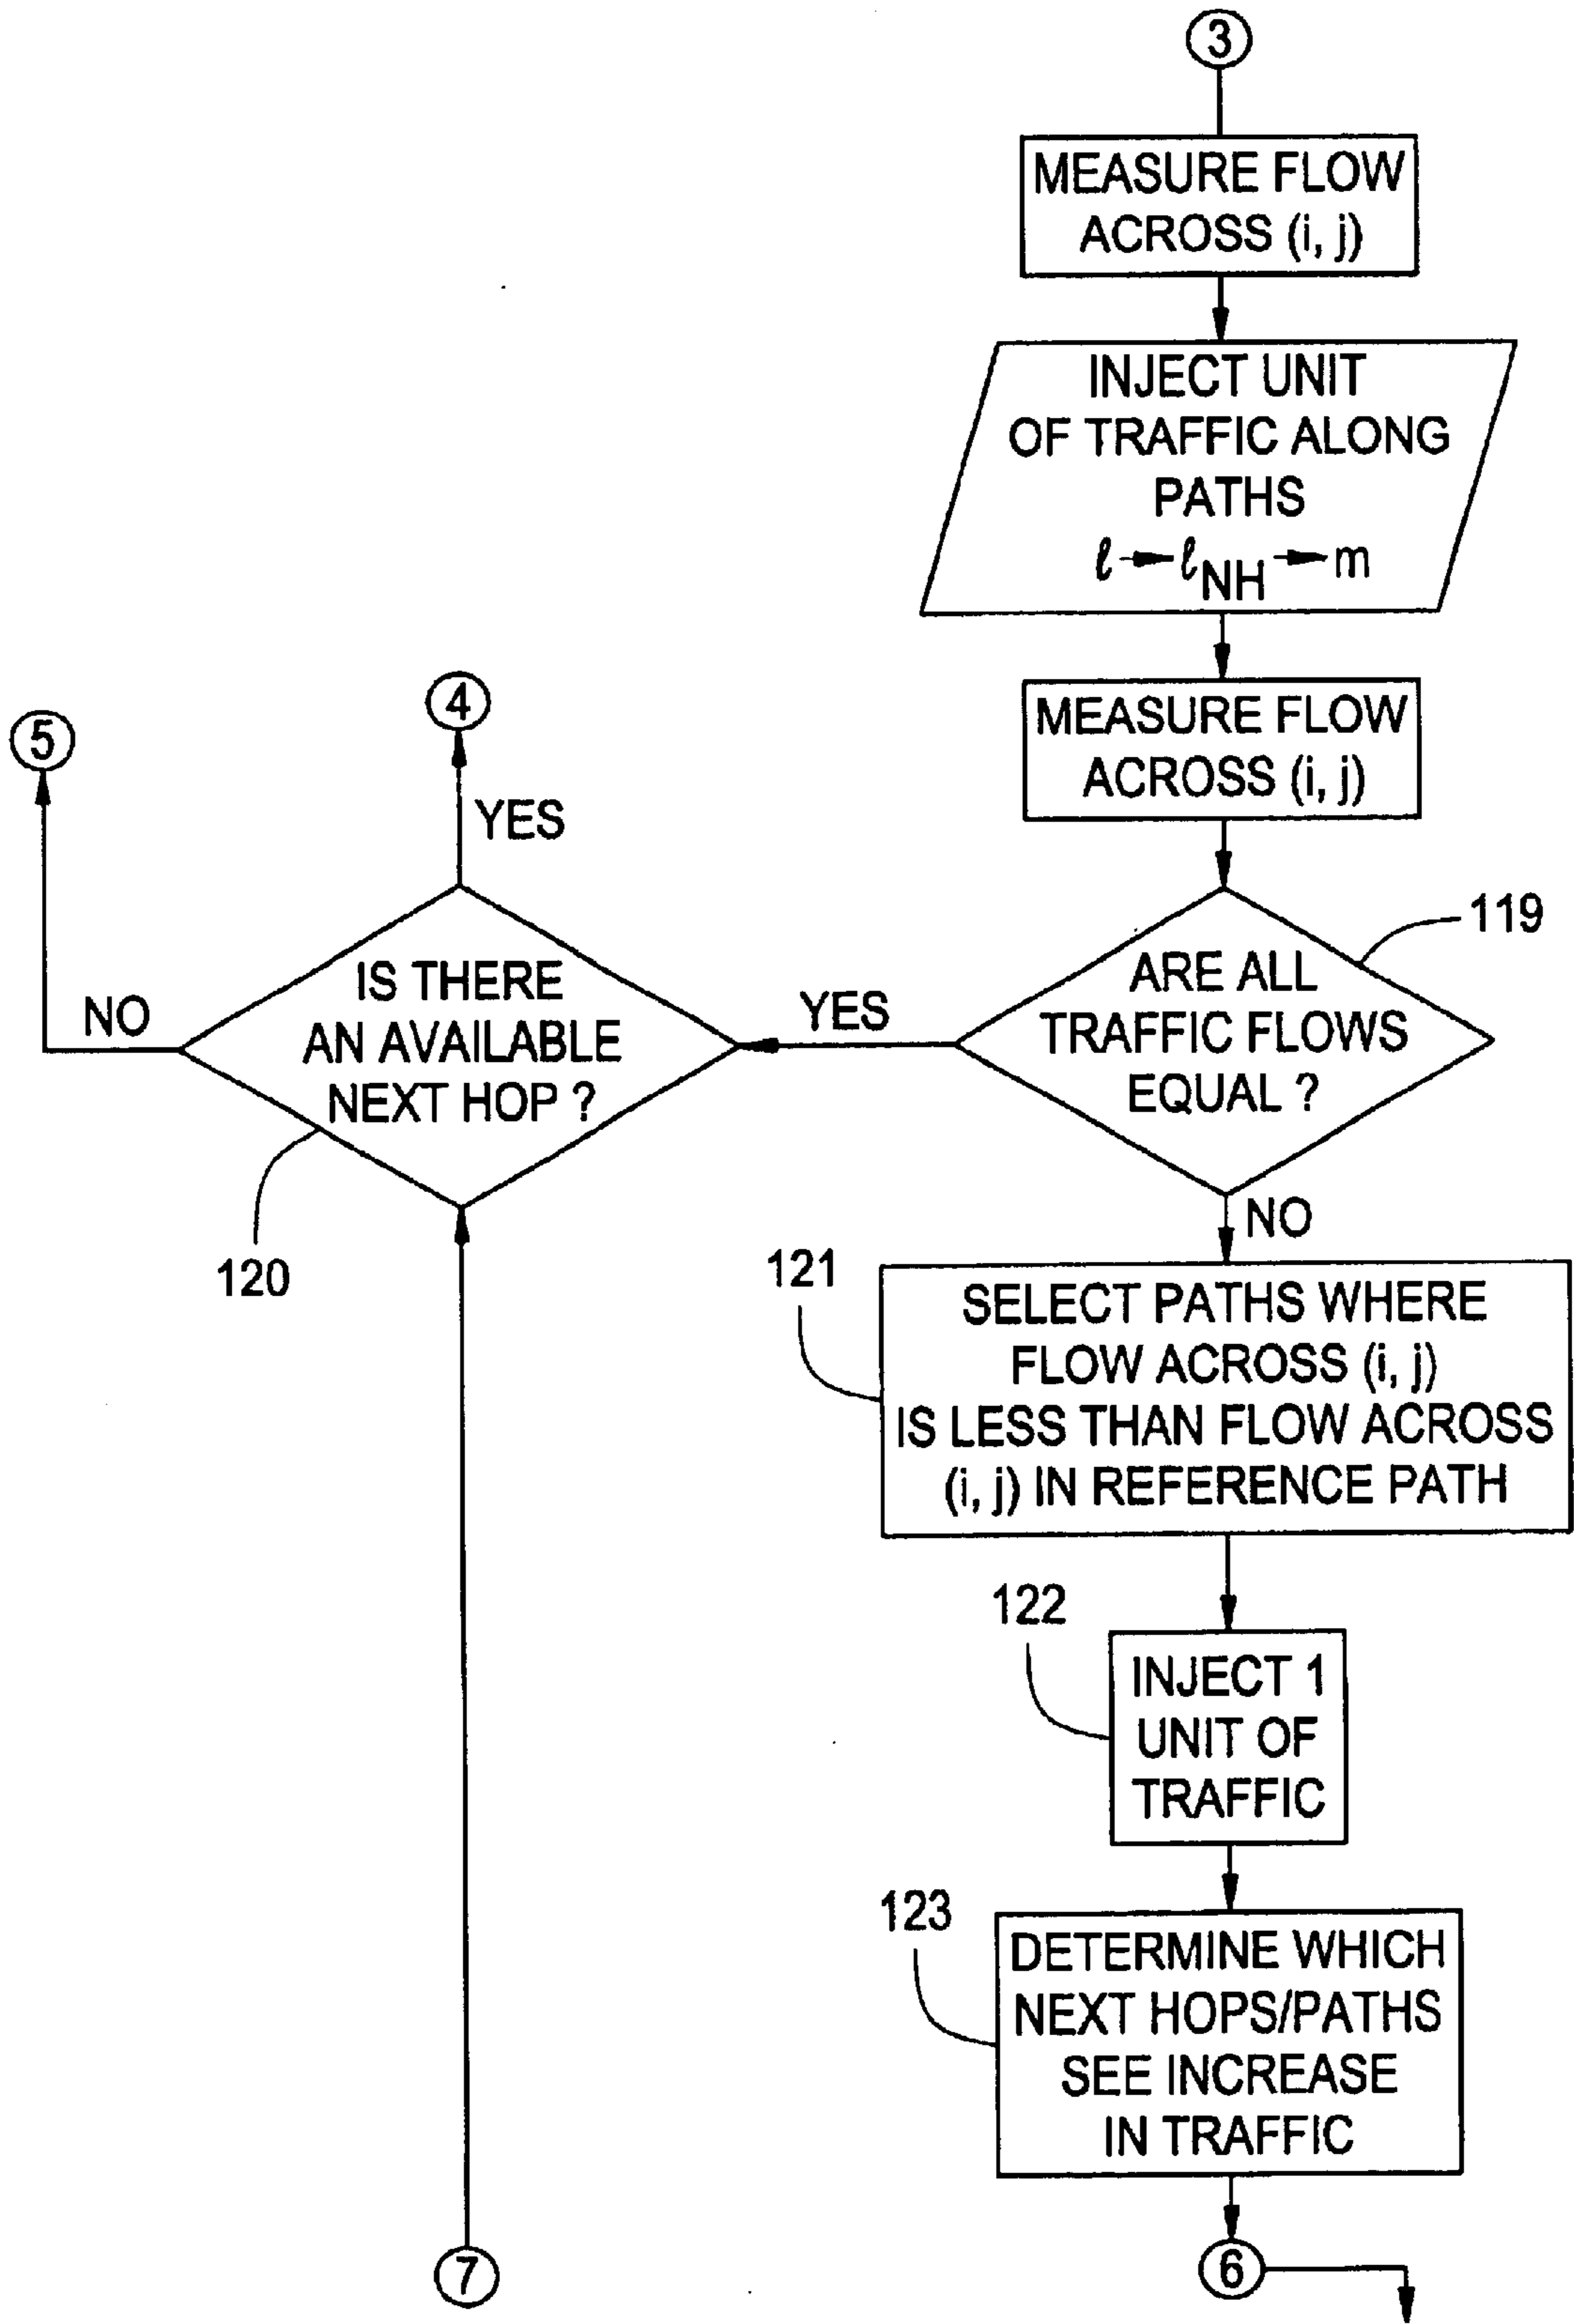 3
MEASURE FLOW
ACROSS (i, j)
INJECT UNIT
OF TRAFFIC ALONG
PATHS
ℓ → ℓNH → m
MEASURE FLOW
ACROSS (i, j)
4
5
YES
119
ARE ALL
TRAFFIC FLOWS
EQUAL ?
YES
IS THERE
AN AVAILABLE
NEXT HOP ?
NO
120
NO
121
SELECT PATHS WHERE
FLOW ACROSS (i, j)
IS LESS THAN FLOW ACROSS
(i, j) IN REFERENCE PATH
122
INJECT 1
UNIT OF
TRAFFIC
123
DETERMINE WHICH
NEXT HOPS/PATHS
SEE INCREASE
IN TRAFFIC
7
6